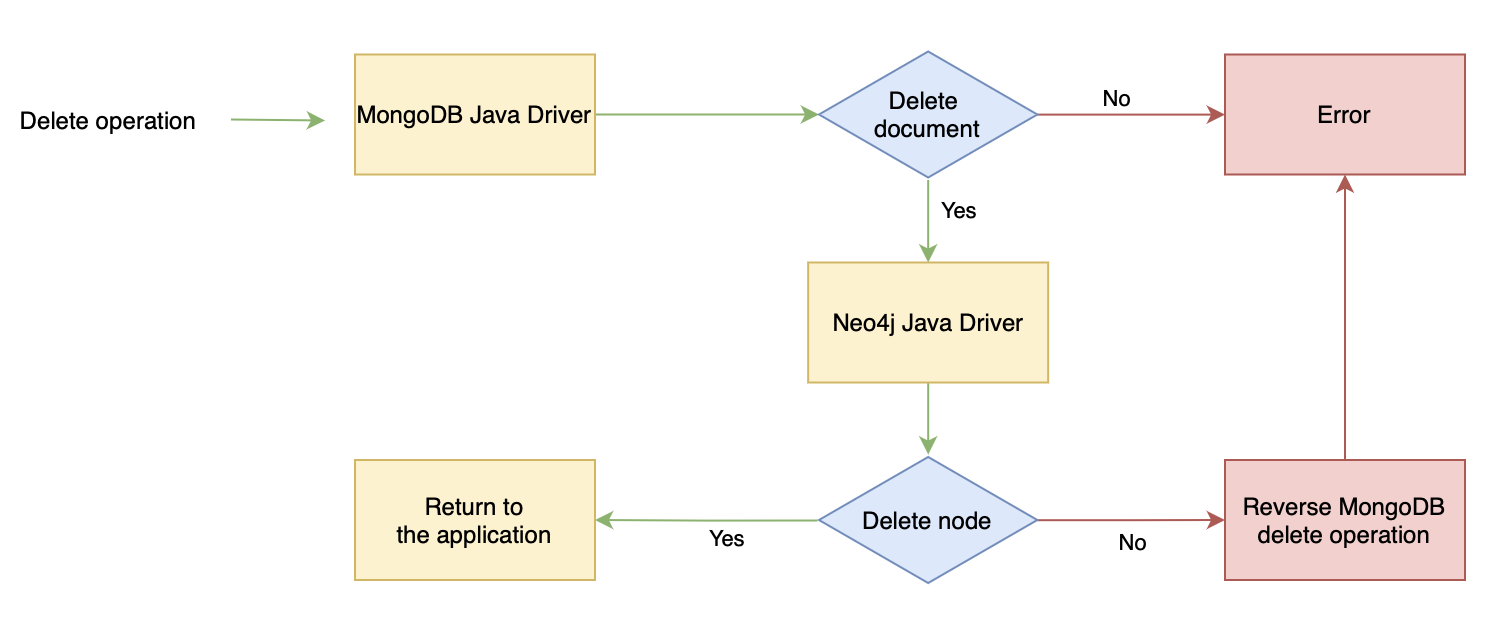 Delete operation
MongoDB Java Driver
Delete
document
No
Error
Yes
Neo4j Java Driver
Return to
the application
Yes
Delete node
No
Reverse MongoDB
delete operation